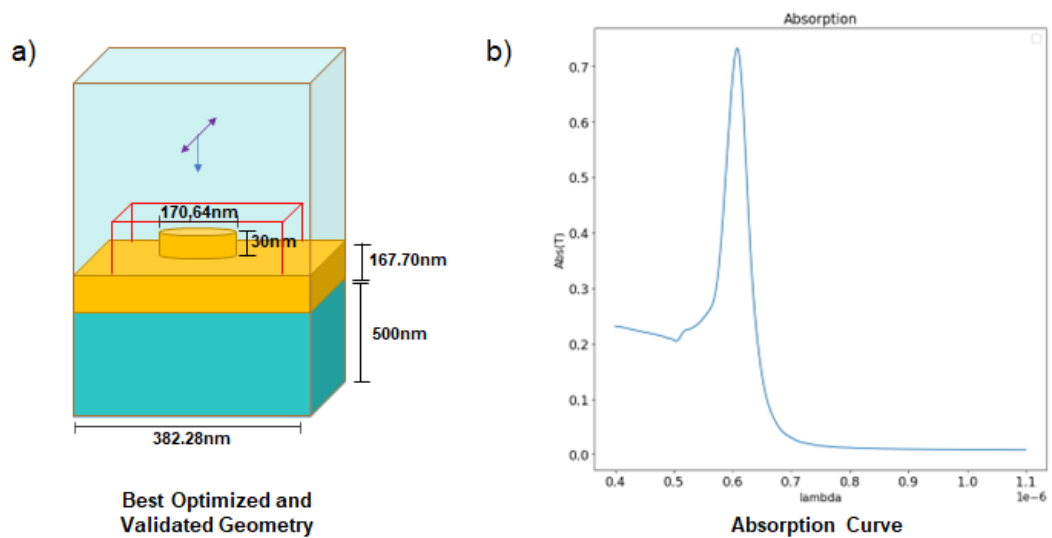 a)
170,64nm
30nm
167.70nm
500nm
382.28nm
Best Optimized and
Validated Geometry
b)
Absorption
Abs(T)
0.7
0.6
0.5
0.4
0.3
0.2
0.1
0.0
0.4 0.5 0.6 0.7 0.8 0.9 1.0 1.1
lambda
1e-6
Absorption Curve